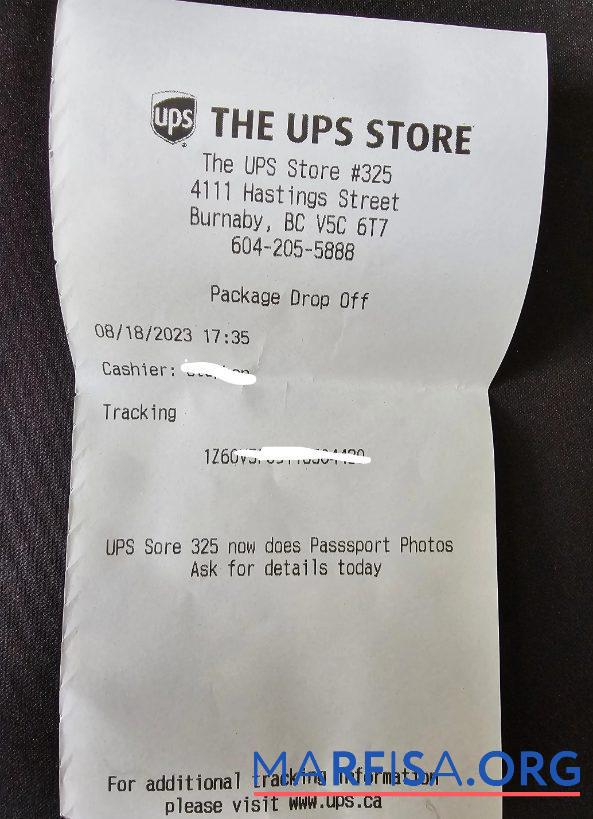 ups
THE UPS STORE
The UPS Store #325
4111 Hastings Street
Burnaby, BC V5C 6T7
604-205-5888
Package Drop Off
08/18/2023 17:35
Cashier:
Tracking
UPS Sore 325 now does Passsport Photos
Ask for details today
For additional tracking information
please visit www.ups.ca
MARFISA.ORG